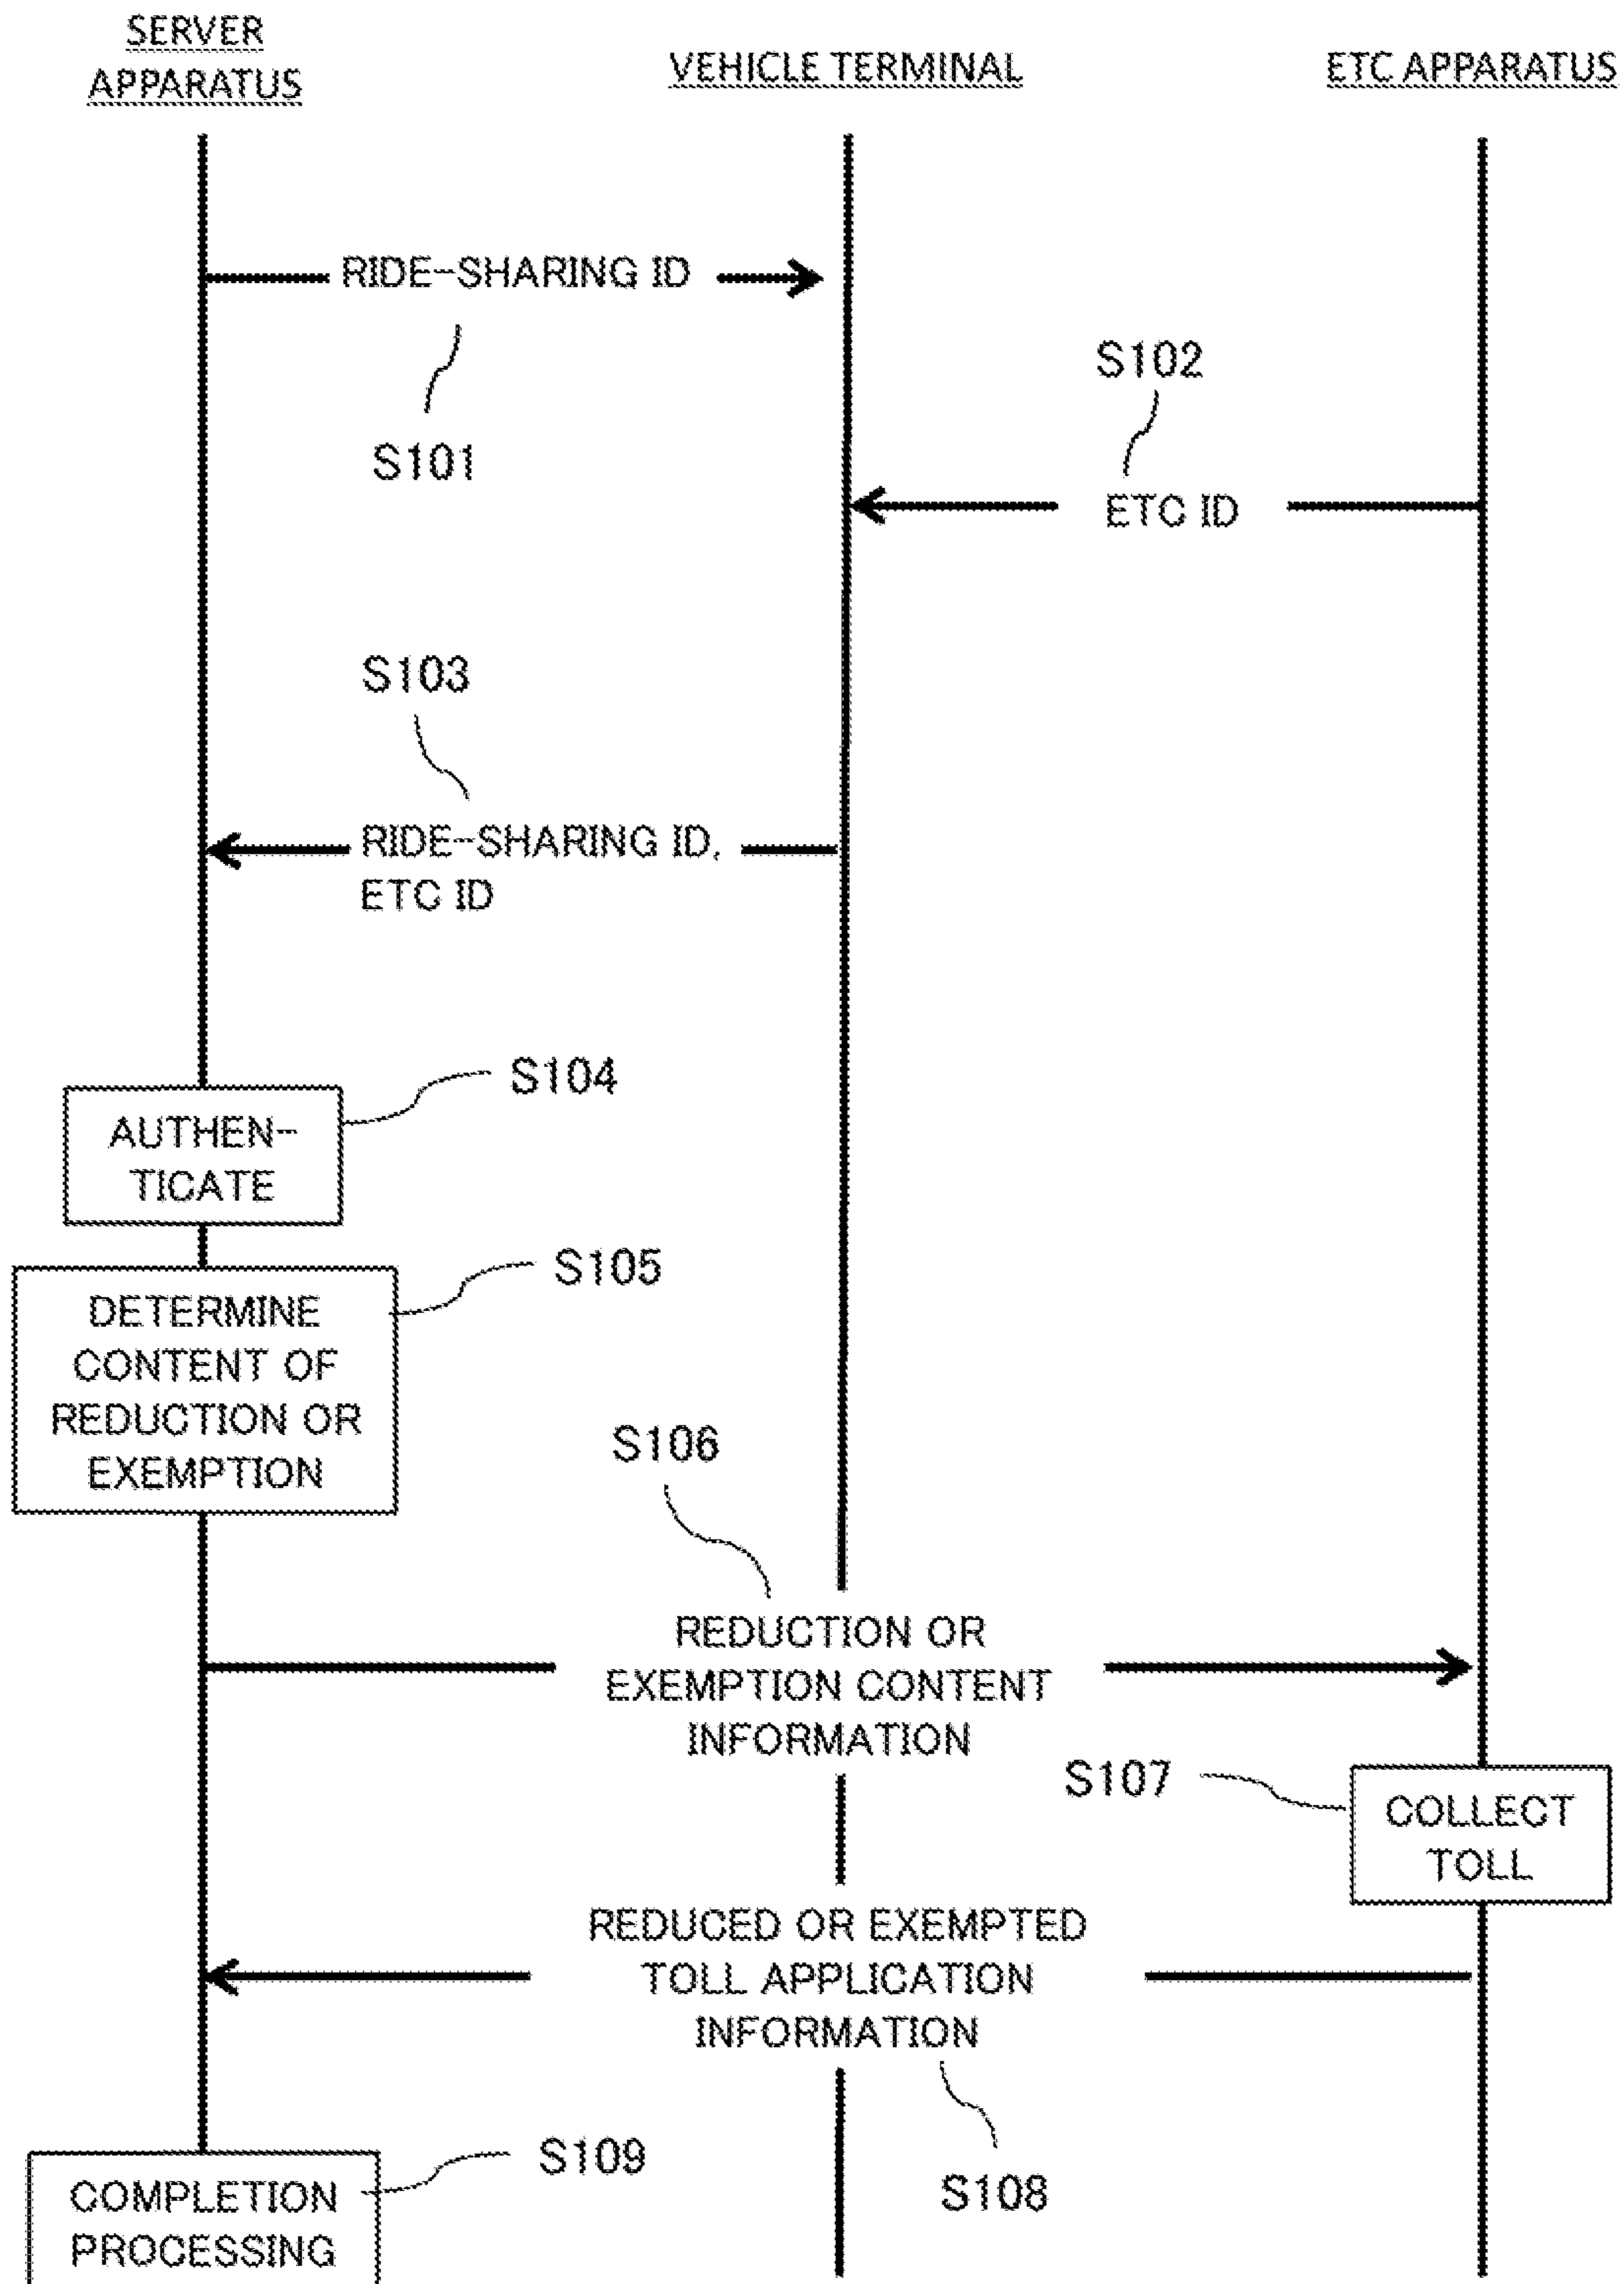 SERVER
APPARATUS
VEHICLE TERMINAL
ETC APPARATUS
RIDE-SHARING ID
S101
S102
ETC ID
S103
RIDE-SHARING ID,
ETC ID
S104
AUTHEN-
TICATE
S105
DETERMINE
CONTENT OF
REDUCTION OR
EXEMPTION
S106
REDUCTION OR
EXEMPTION CONTENT
INFORMATION
S107
COLLECT
TOLL
REDUCED OR EXEMPTED
TOLL APPLICATION
INFORMATION
S108
S109
COMPLETION
PROCESSING